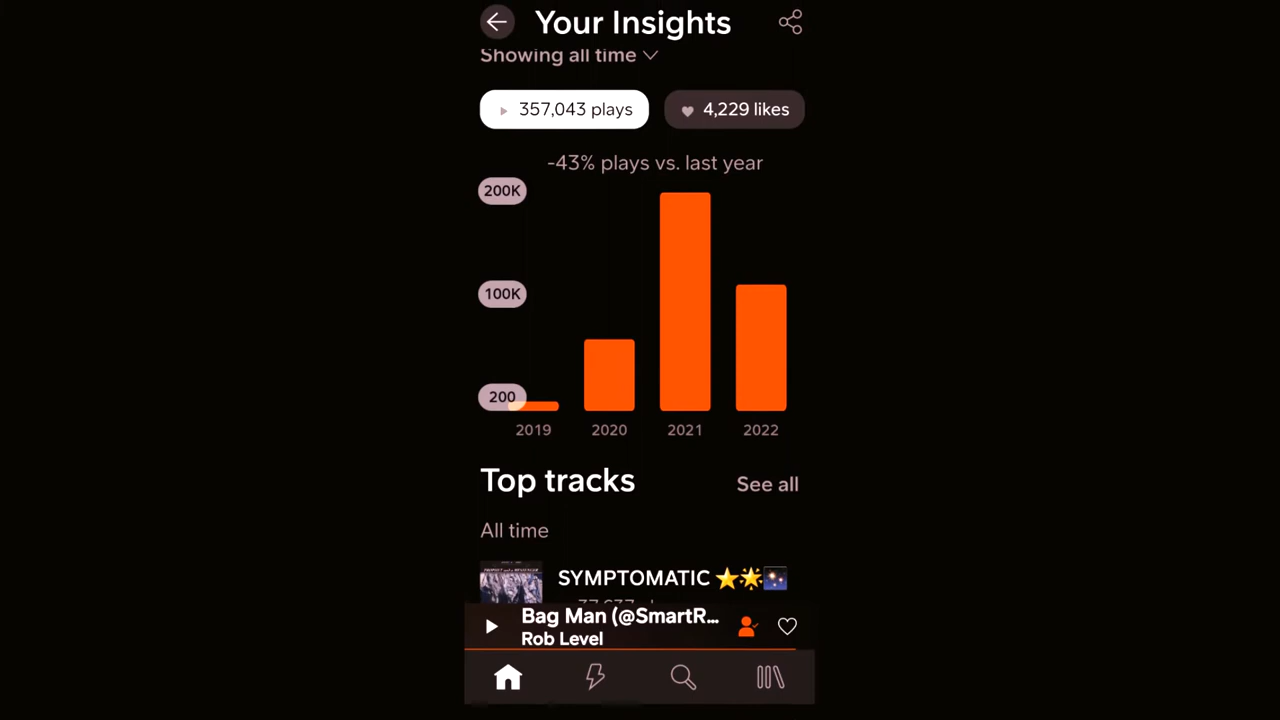 Your Insights
Showing all time
357,043 plays
4,229 likes
-43% plays vs. last year
200K
100K
200
2019 2020 2021 2022
Top tracks
See all
All time
SYMPTOMATIC ⭐🌟🎇
Bag Man (@SmartR...
Rob Level